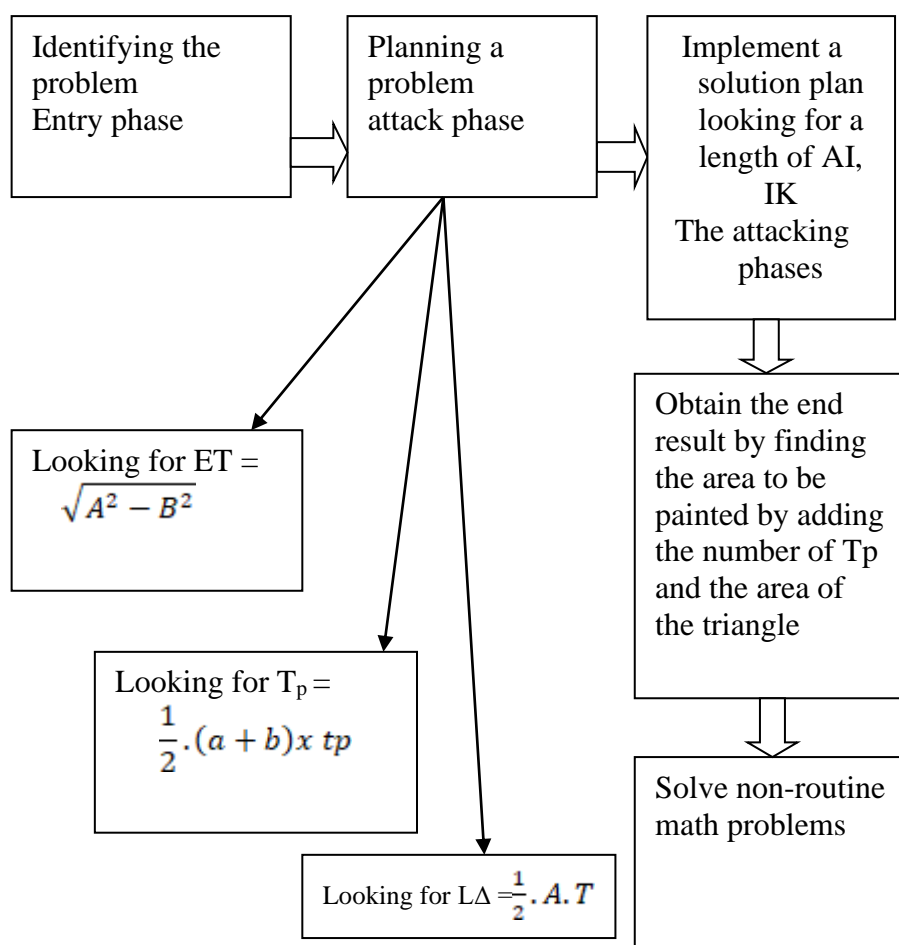 Identifying the
problem
Entry phase
Planning a
problem
attack phase
Implement a
solution plan
looking for a
length of AI,
IK
The attacking
phases
Looking for ET =
√(A² − B²)
Looking for Tₚ =
1/2 .(a + b)x tp
Looking for LΔ =1/2 . A. T
Obtain the end
result by finding
the area to be
painted by adding
the number of Tp
and the area of
the triangle
Solve non-routine
math problems